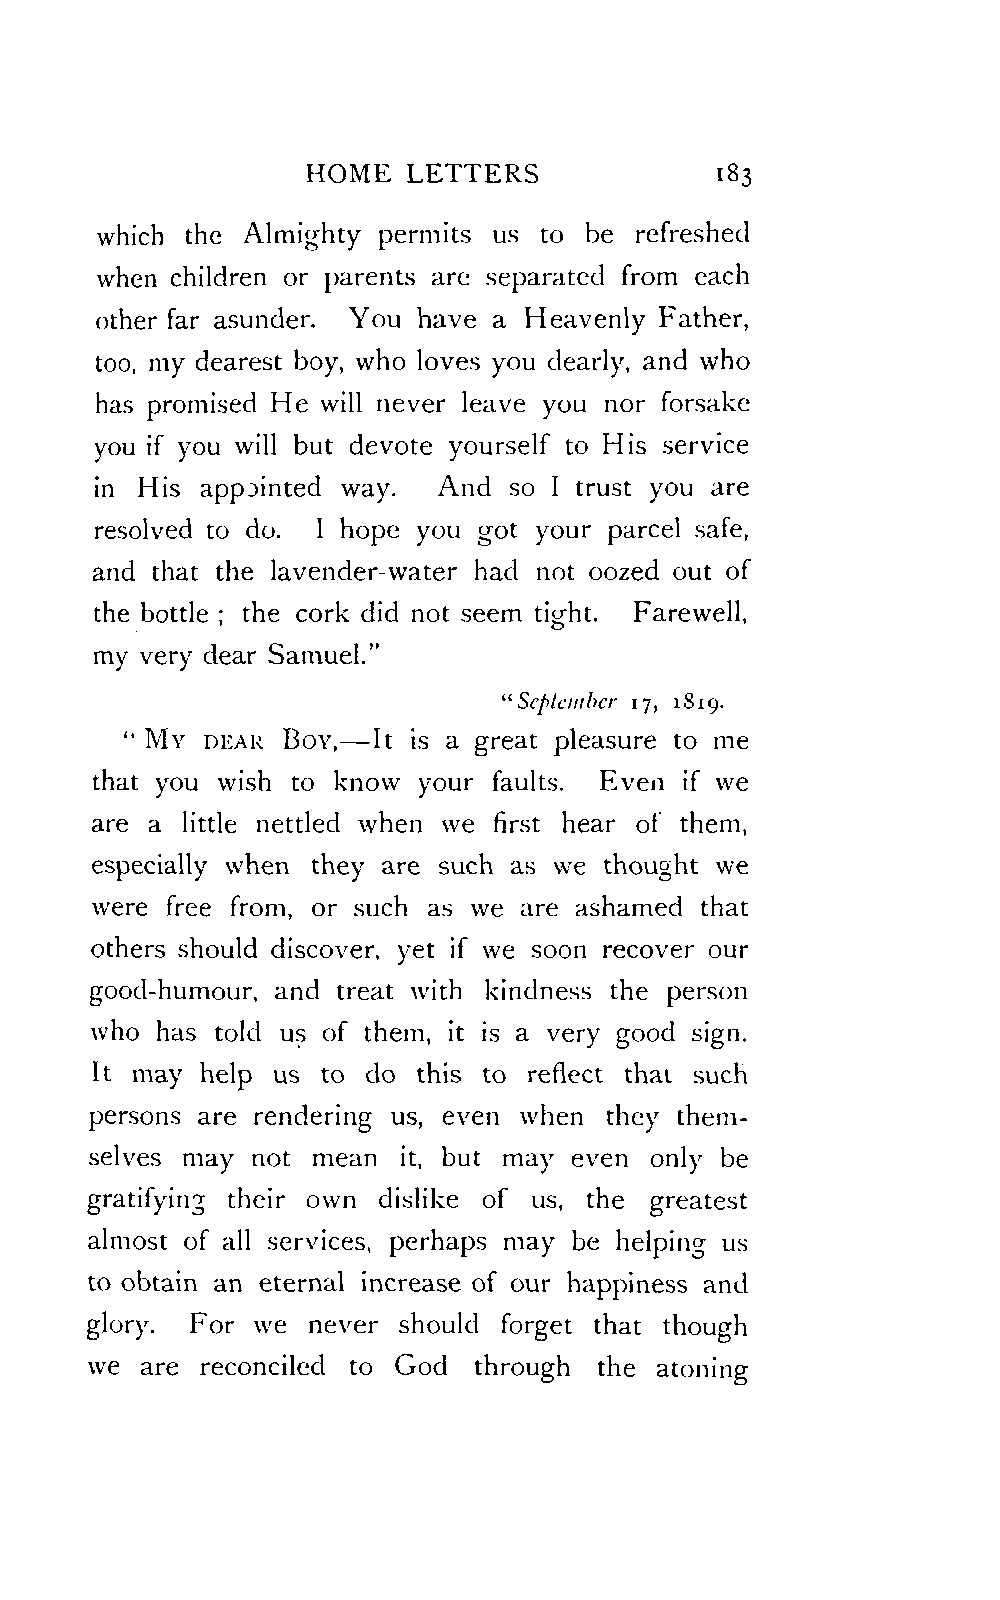 HOME LETTERS 183
which the Almighty permits us to be refreshed
when children or parents are separated from each
other far asunder. You have a Heavenly Father,
too, my dearest boy, who loves you dearly, and who
has promised He will never leave you nor forsake
you if you will but devote yourself to His service
in His appointed way. And so I trust you are
resolved to do. I hope you got your parcel safe,
and that the lavender-water had not oozed out of
the bottle ; the cork did not seem tight. Farewell,
my very dear Samuel.”
“September 17, 1819.
“ MY DEAR BOY,—It is a great pleasure to me
that you wish to know your faults. Even if we
are a little nettled when we first hear of them,
especially when they are such as we thought we
were free from, or such as we are ashamed that
others should discover, yet if we soon recover our
good-humour, and treat with kindness the person
who has told us of them, it is a very good sign.
It may help us to do this to reflect that such
persons are rendering us, even when they them-
selves may not mean it, but may even only be
gratifying their own dislike of us, the greatest
almost of all services, perhaps may be helping us
to obtain an eternal increase of our happiness and
glory. For we never should forget that though
we are reconciled to God through the atoning